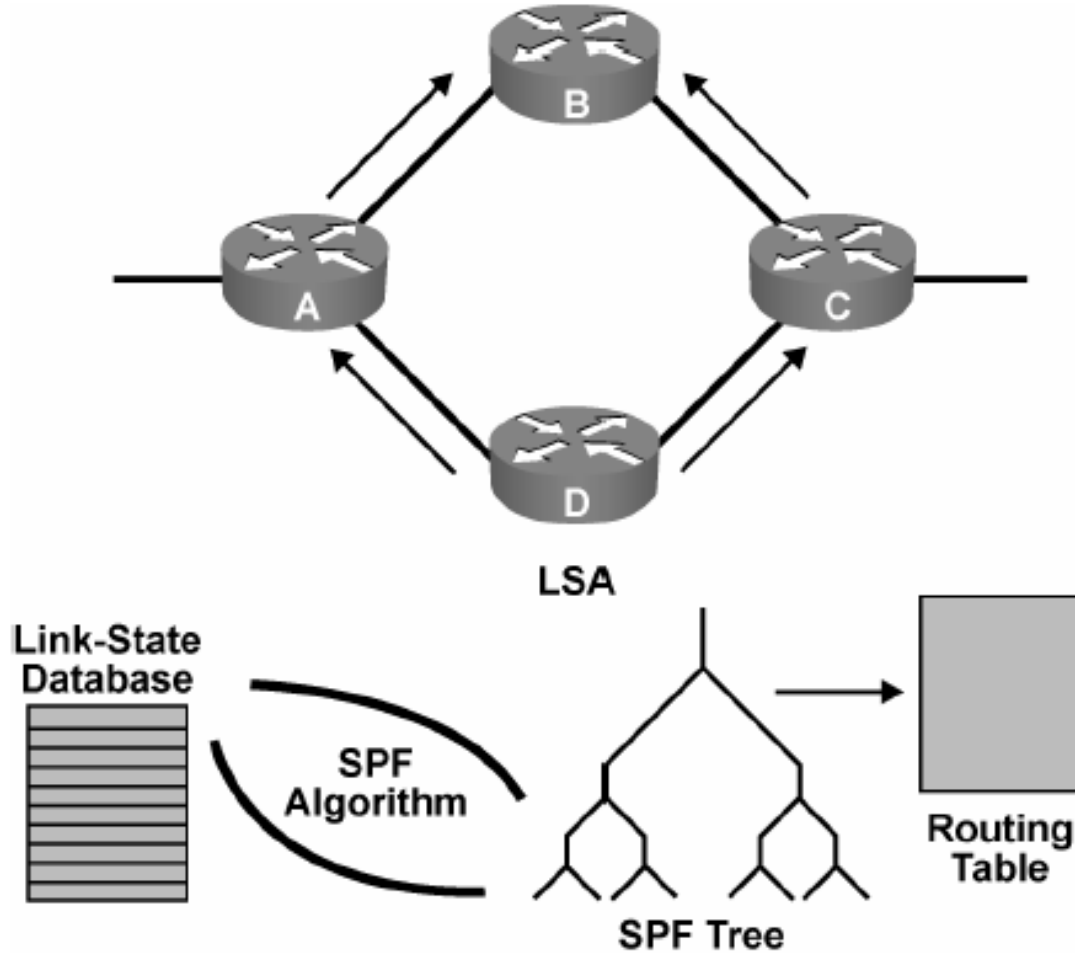 B
A
C
D
LSA
Link-State
Database
SPF
Algorithm
Routing
Table
SPF Tree